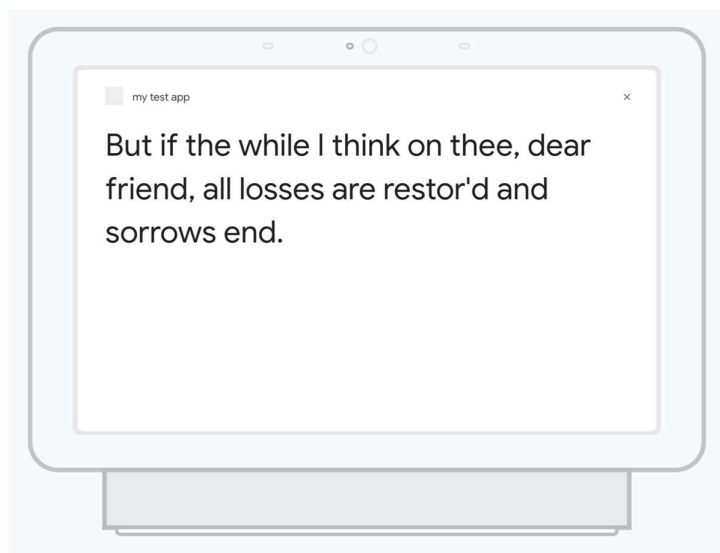 my test app
But if the while I think on thee, dear
friend, all losses are restor'd and
sorrows end.